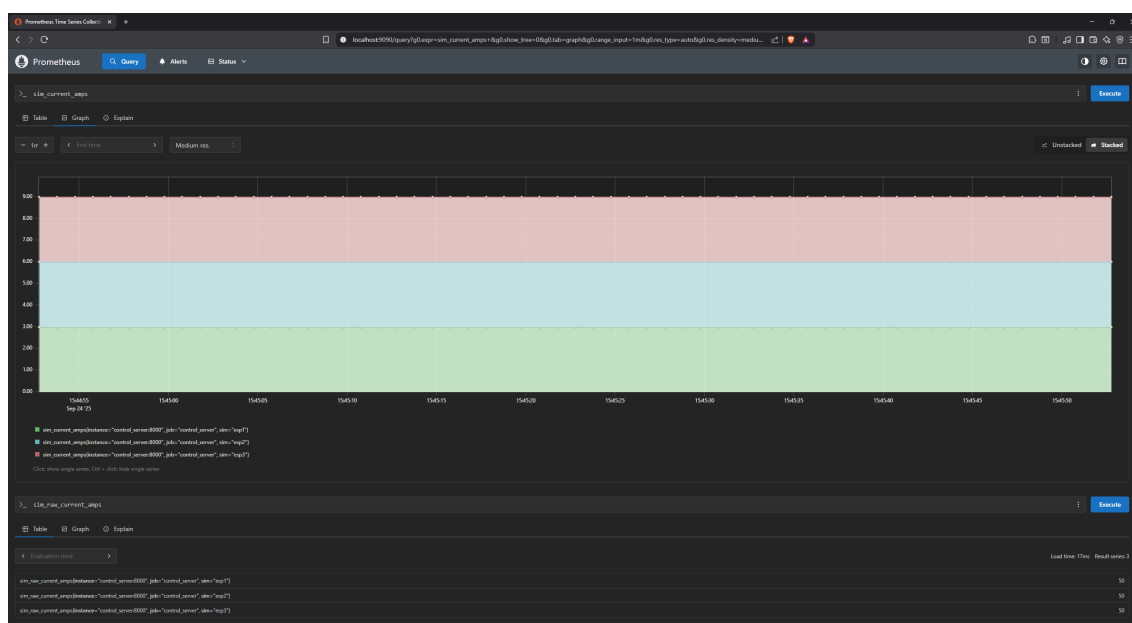 Prometheus Time Series Collecti × +
localhost:9090/query?g0.expr=sim_current_amps+&g0.show_tree=0&g0.tab=graph&g0.range_input=1m&g0.res_type=auto&g0.res_density=mediu...
Prometheus Query Alerts Status
>_ sim_current_amps Execute
Table Graph Explain
− 1m + < End time > Medium res. Unstacked Stacked
9.00
8.00
7.00
6.00
5.00
4.00
3.00
2.00
1.00
0.00
15:44:55 15:45:00 15:45:05 15:45:10 15:45:15 15:45:20 15:45:25 15:45:30 15:45:35 15:45:40 15:45:45 15:45:50
Sep 24 '25
sim_current_amps{instance="control_server:8000", job="control_server", sim="esp1"}
sim_current_amps{instance="control_server:8000", job="control_server", sim="esp2"}
sim_current_amps{instance="control_server:8000", job="control_server", sim="esp3"}
Click: show single series, Ctrl + click: hide single series
>_ sim_raw_current_amps Execute
Table Graph Explain
< Evaluation time > Load time: 17ms Result series: 3
sim_raw_current_amps{instance="control_server:8000", job="control_server", sim="esp1"} 50
sim_raw_current_amps{instance="control_server:8000", job="control_server", sim="esp2"} 50
sim_raw_current_amps{instance="control_server:8000", job="control_server", sim="esp3"} 50